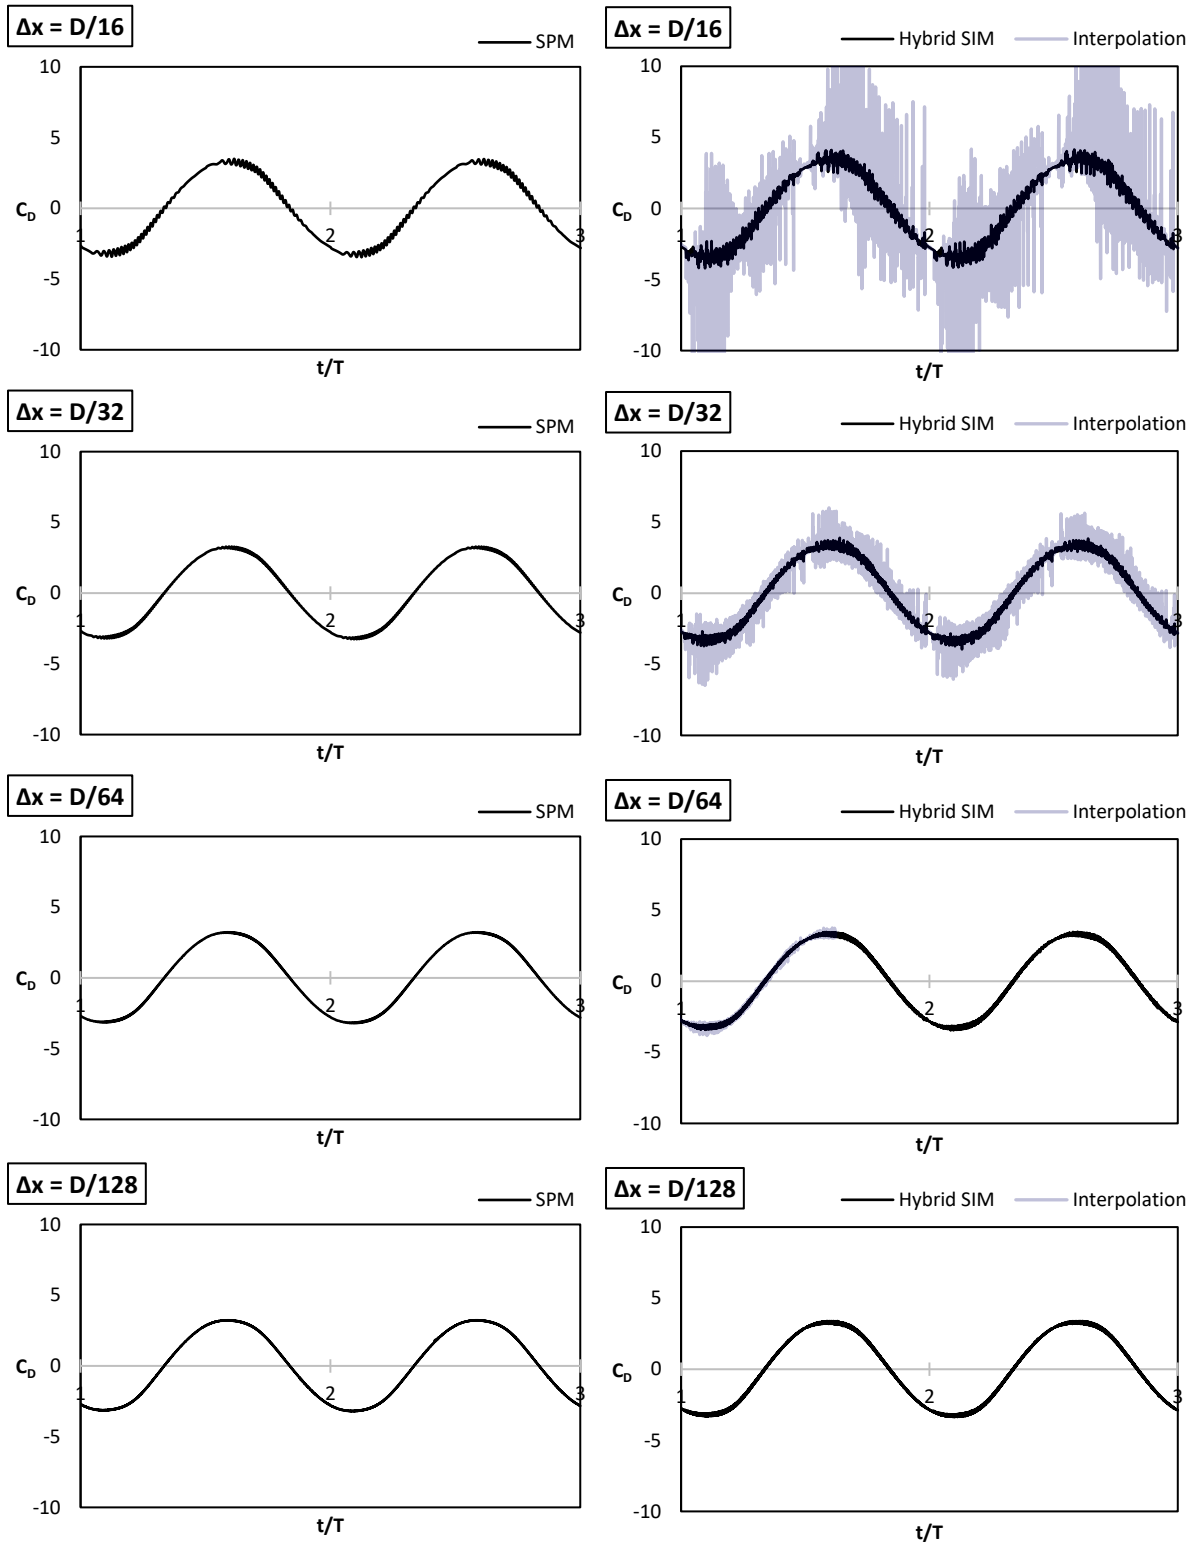 Δx = D/16
SPM
10
5
C_D 0
1 2 3
-5
-10
t/T
Δx = D/16
Hybrid SIM Interpolation
10
5
C_D 0
1 2 3
-5
-10
t/T
Δx = D/32
SPM
10
5
C_D 0
1 2 3
-5
-10
t/T
Δx = D/32
Hybrid SIM Interpolation
10
5
C_D 0
1 2 3
-5
-10
t/T
Δx = D/64
SPM
10
5
C_D 0
1 2 3
-5
-10
t/T
Δx = D/64
Hybrid SIM Interpolation
10
5
C_D 0
1 2 3
-5
-10
t/T
Δx = D/128
SPM
10
5
C_D 0
1 2 3
-5
-10
t/T
Δx = D/128
Hybrid SIM Interpolation
10
5
C_D 0
1 2 3
-5
-10
t/T